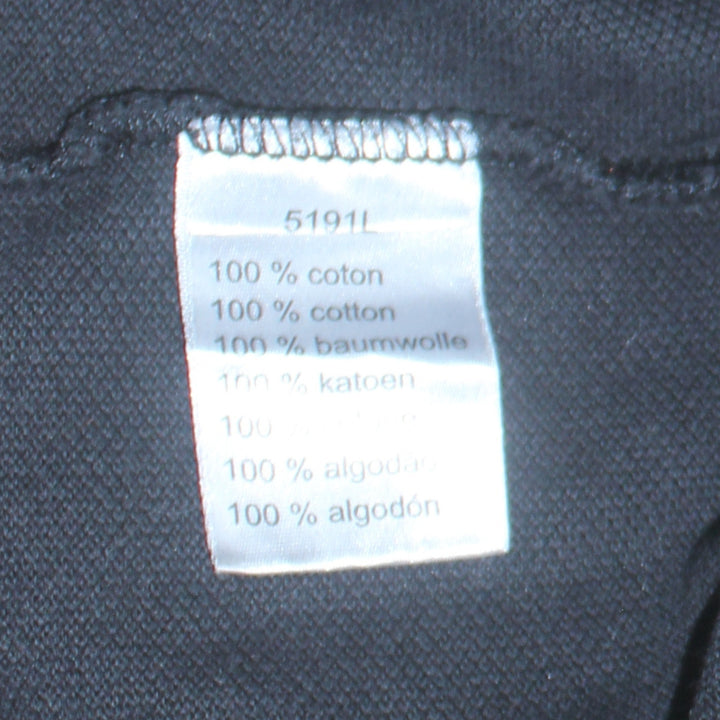 5191L
100 % coton
100 % cotton
100 % baumwolle
100 % katoen
100
100 % algodão
100 % algodón